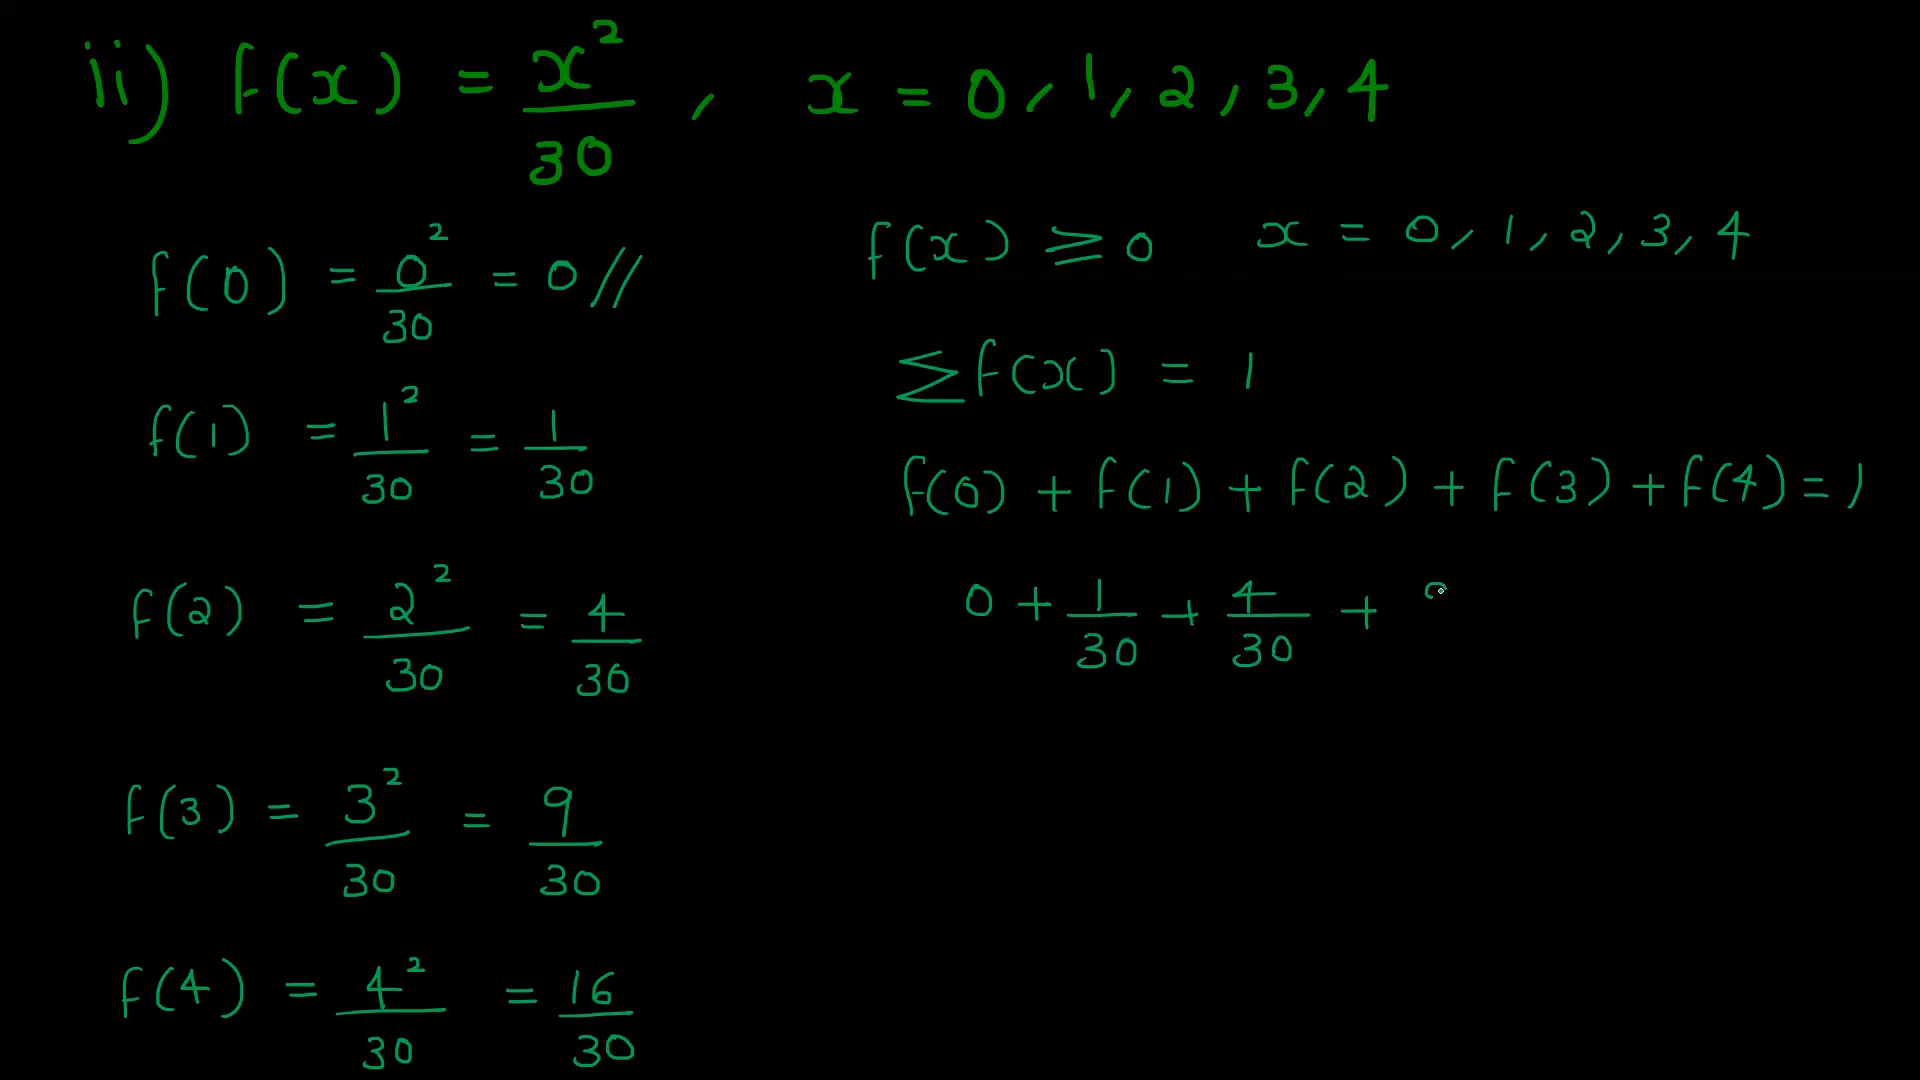 ii) f(x) = x²/30 , x = 0, 1, 2, 3, 4
f(0) = 0²/30 = 0 //
f(1) = 1²/30 = 1/30
f(2) = 2²/30 = 4/30
f(3) = 3²/30 = 9/30
f(4) = 4²/30 = 16/30
f(x) ≥ 0 x = 0, 1, 2, 3, 4
∑f(x) = 1
f(0) + f(1) + f(2) + f(3) + f(4) = 1
0 + 1/30 + 4/30 +